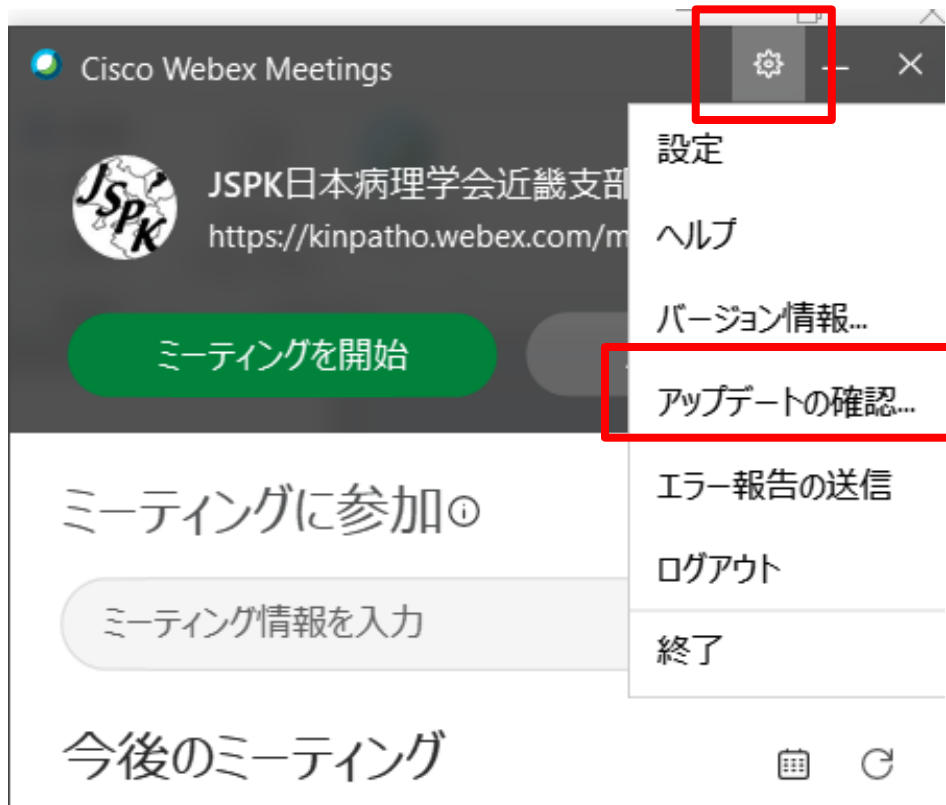 Cisco Webex Meetings
JSPK
JSPK日本病理学会近畿支部
https://kinpatho.webex.com/m
ミーティングを開始
設定
ヘルプ
バージョン情報...
アップデートの確認...
エラー報告の送信
ログアウト
終了
ミーティングに参加
ミーティング情報を入力
今後のミーティング